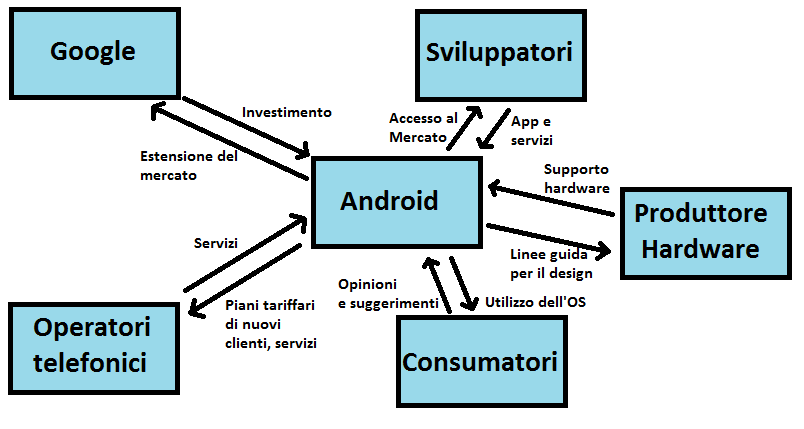 Google
Sviluppatori
Investimento
Accesso al
Mercato
App e
servizi
Estensione del
mercato
Android
Supporto
hardware
Produttore
Hardware
Servizi
Linee guida
per il design
Opinioni
e suggerimenti
Utilizzo dell'OS
Piani tariffari
di nuovi
clienti, servizi
Operatori
telefonici
Consumatori